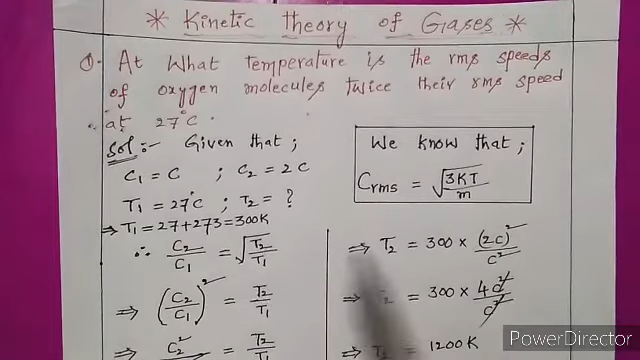 * Kinetic theory of Gases *
Q. At What temperature is the rms speeds
of oxygen molecules twice their rms speed
at 27°C.
Sol:- Given that;
C₁ = C ; C₂ = 2C
T₁ = 27°C ; T₂ = ?
⇒ T₁ = 27+273 = 300K
∴ C₂/C₁ = √(T₂/T₁)
⇒ (C₂/C₁)² = T₂/T₁
⇒ C₂²/ = T₂/T₁
We know that;
Crms = √(3KT/m)
⇒ T₂ = 300 × (2C)²/C²
⇒ = 300 × 4C²/C²
⇒ = 1200K
PowerDirector